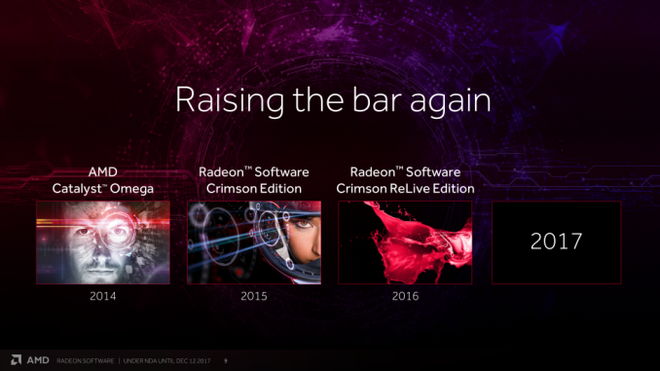 Raising the bar again
AMD
Catalyst™ Omega
Radeon™ Software
Crimson Edition
Radeon™ Software
Crimson ReLive Edition
2017
2014
2015
2016
AMD RADEON SOFTWARE | UNDER NDA UNTIL DEC 12 2017 9